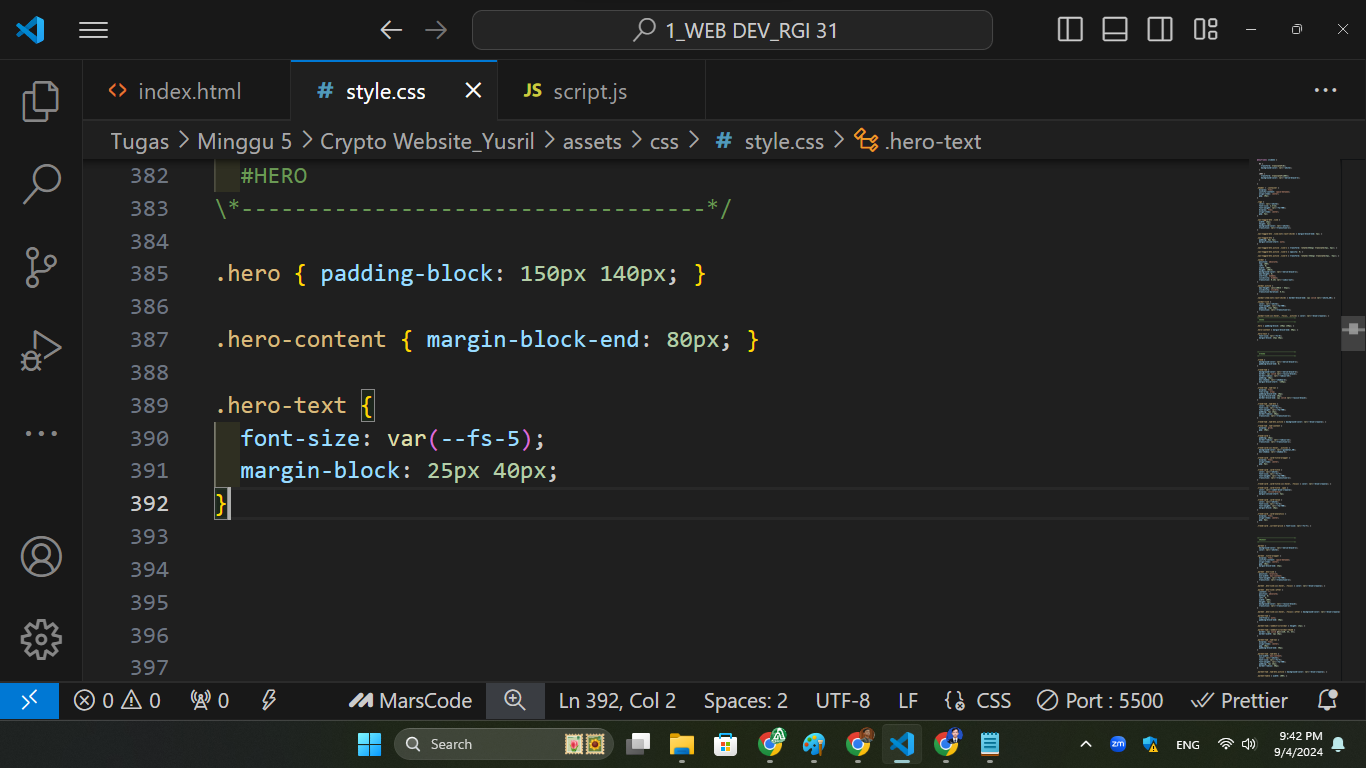 1_WEB DEV_RGI 31
index.html
# style.css
JS script.js
Tugas > Minggu 5 > Crypto Website_Yusril > assets > css > # style.css > .hero-text
382 #HERO
383 \*-----------------------------------*/
384
385 .hero { padding-block: 150px 140px; }
386
387 .hero-content { margin-block-end: 80px; }
388
389 .hero-text {
390 font-size: var(--fs-5);
391 margin-block: 25px 40px;
392 }
393
394
395
396
397
0 0 0 MarsCode Ln 392, Col 2 Spaces: 2 UTF-8 LF {} CSS Port : 5500 Prettier
Search zm ENG 9:42 PM
9/4/2024